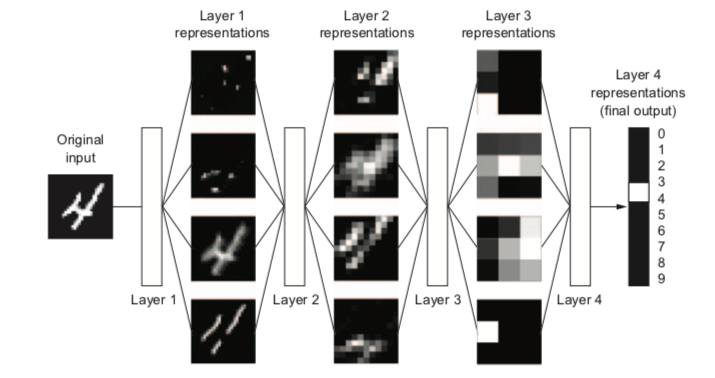 Layer 1
representations
Layer 2
representations
Layer 3
representations
Layer 4
representations
(final output)
Original
input
0
1
2
3
4
5
6
7
8
9
Layer 1
Layer 2
Layer 3
Layer 4